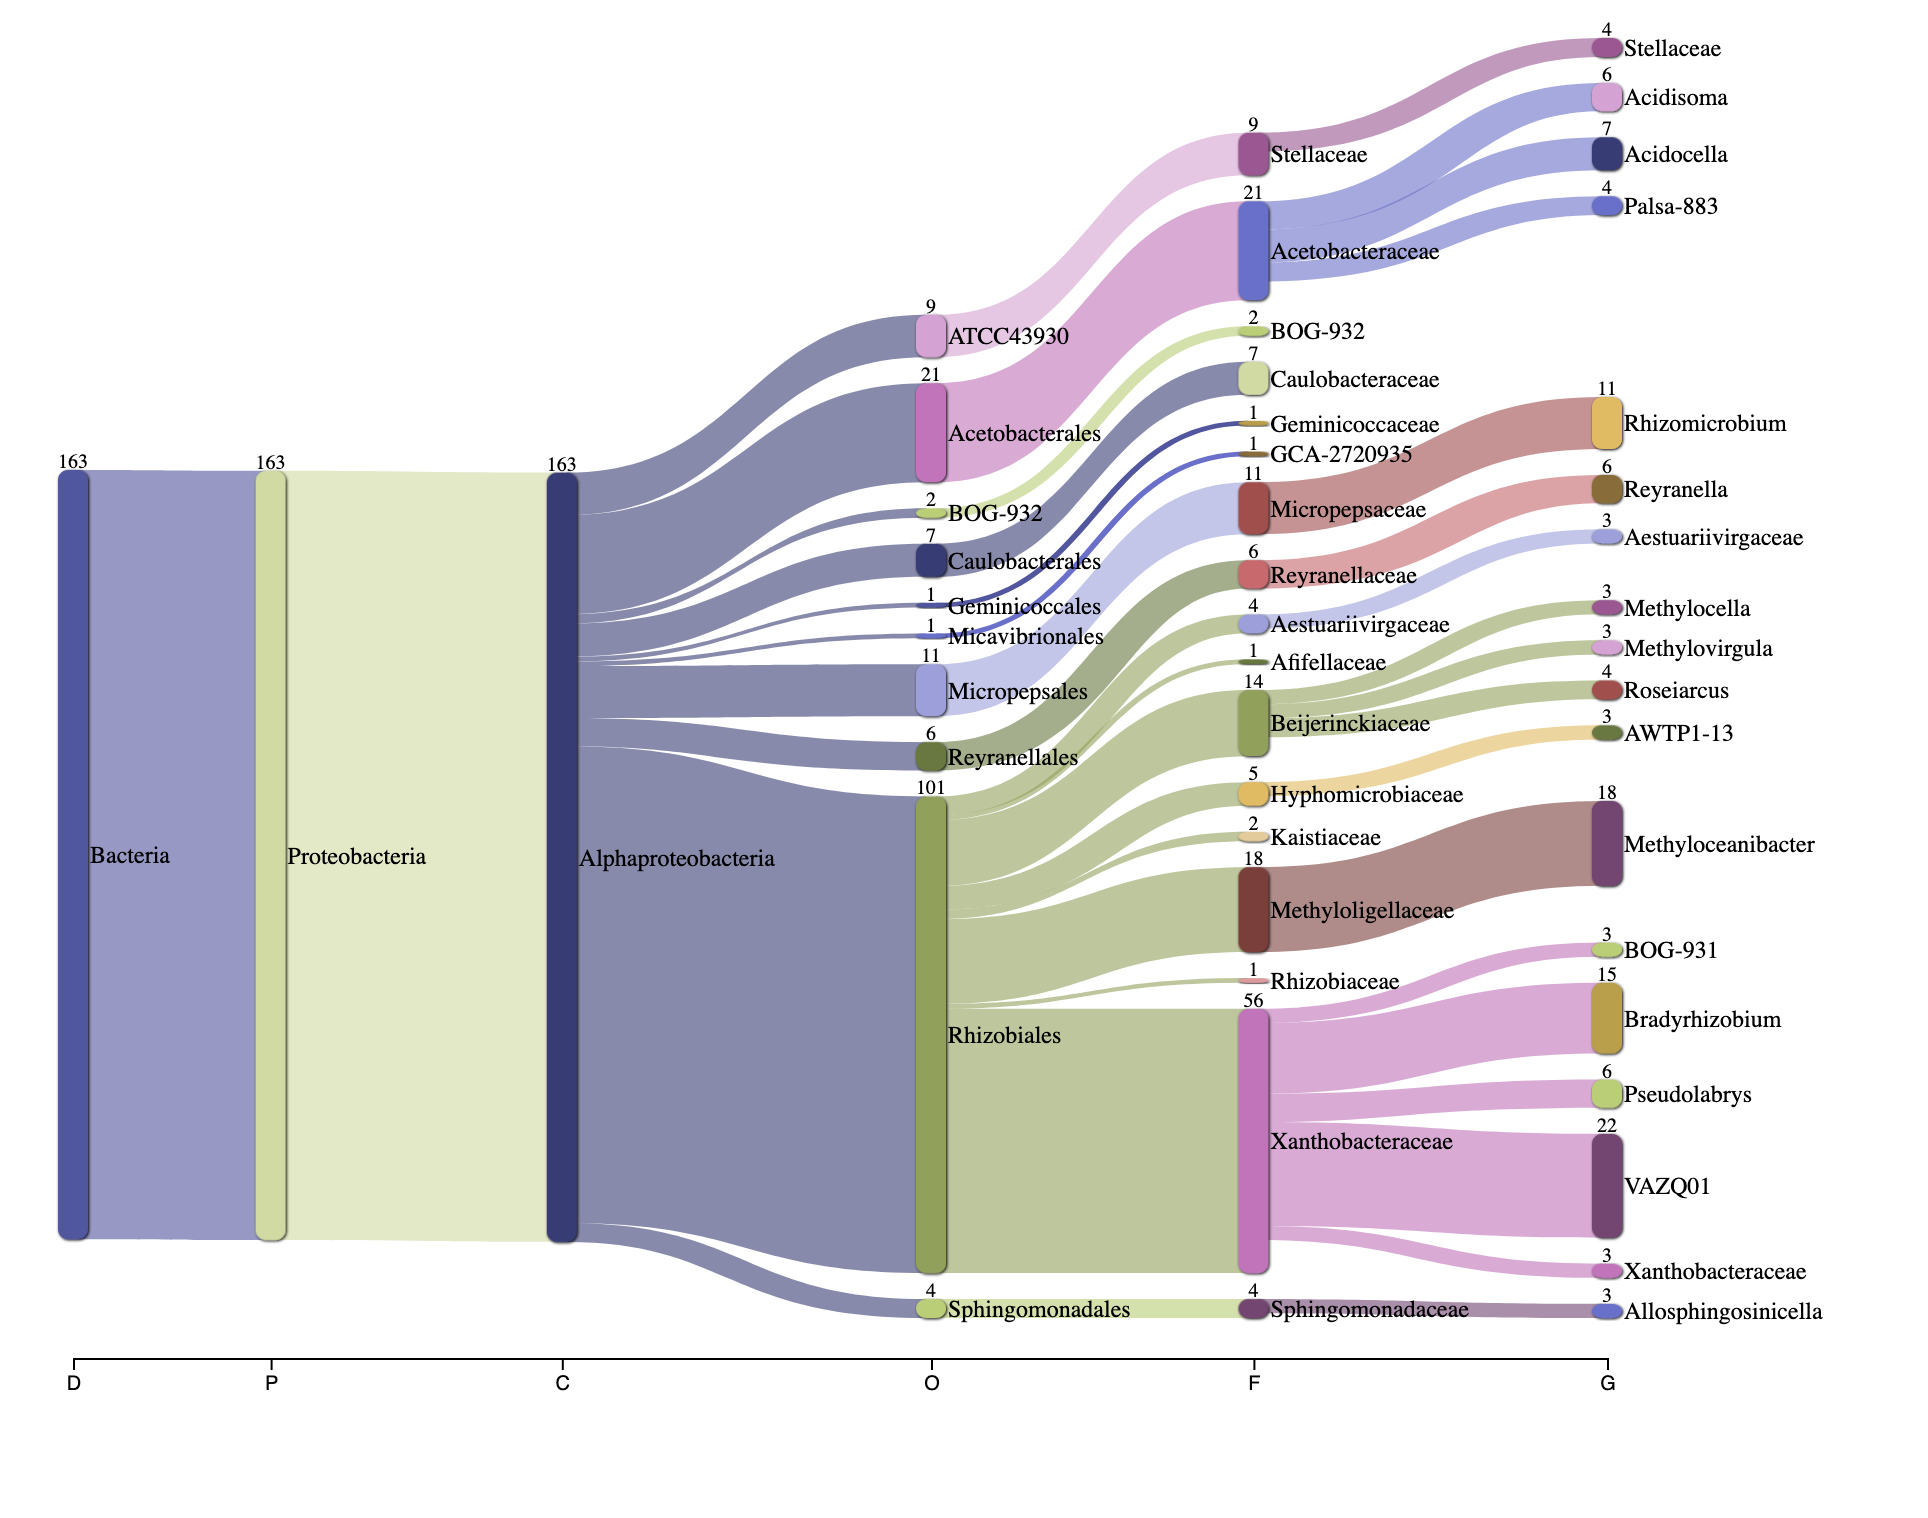 163
Bacteria
163
Proteobacteria
163
Alphaproteobacteria
9
ATCC43930
21
Acetobacterales
2
BOG-932
7
Caulobacterales
1
Geminicoccales
1
Micavibrionales
11
Micropepsales
6
Reyranellales
101
Rhizobiales
4
Sphingomonadales
9
Stellaceae
21
Acetobacteraceae
2
BOG-932
7
Caulobacteraceae
1
Geminicoccaceae
1
GCA-2720935
11
Micropepsaceae
6
Reyranellaceae
4
Aestuariivirgaceae
1
Afifellaceae
14
Beijerinckiaceae
5
Hyphomicrobiaceae
2
Kaistiaceae
18
Methyloligellaceae
1
Rhizobiaceae
56
Xanthobacteraceae
4
Sphingomonadaceae
4
Stellaceae
6
Acidisoma
7
Acidocella
4
Palsa-883
11
Rhizomicrobium
6
Reyranella
3
Aestuariivirgaceae
3
Methylocella
3
Methylovirgula
4
Roseiarcus
3
AWTP1-13
18
Methyloceanibacter
3
BOG-931
15
Bradyrhizobium
6
Pseudolabrys
22
VAZQ01
3
Xanthobacteraceae
3
Allosphingosinicella
D P C O F G